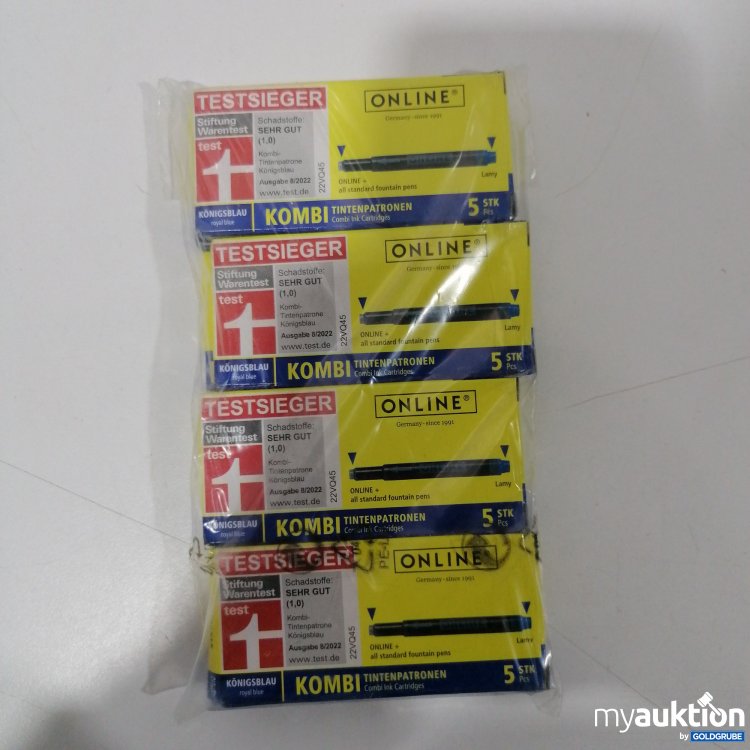 TESTSIEGER
Stiftung
Warentest
test
Schadstoffe:
SEHR GUT
(1,0)
Kombi-
Tintenpatrone
Königsblau
Ausgabe 8/2022
www.test.de
22VQ45
ONLINE®
Germany · since 1991
ONLINE +
all standard fountain pens
Lamy
KÖNIGSBLAU
royal blue
KOMBI TINTENPATRONEN
Combi Ink Cartridges
5 STK
Pcs
TESTSIEGER
Stiftung
Warentest
test
Schadstoffe:
SEHR GUT
(1,0)
Kombi-
Tintenpatrone
Königsblau
Ausgabe 8/2022
www.test.de
22VQ45
ONLINE®
Germany · since 1991
ONLINE +
all standard fountain pens
Lamy
KÖNIGSBLAU
royal blue
KOMBI TINTENPATRONEN
Combi Ink Cartridges
5 STK
Pcs
TESTSIEGER
Stiftung
Warentest
test
Schadstoffe:
SEHR GUT
(1,0)
Kombi-
Tintenpatrone
Königsblau
Ausgabe 8/2022
www.test.de
22VQ45
ONLINE®
Germany · since 1991
ONLINE +
all standard fountain pens
Lamy
KÖNIGSBLAU
royal blue
KOMBI TINTENPATRONEN
Combi Ink Cartridges
5 STK
Pcs
TESTSIEGER
Stiftung
Warentest
test
Schadstoffe:
SEHR GUT
(1,0)
Kombi-
Tintenpatrone
Königsblau
Ausgabe 8/2022
www.test.de
22VQ45
ONLINE®
Germany · since 1991
ONLINE +
all standard fountain pens
Lamy
KÖNIGSBLAU
royal blue
KOMBI TINTENPATRONEN
Combi Ink Cartridges
5 STK
Pcs
myauktion
by GOLDGRUBE